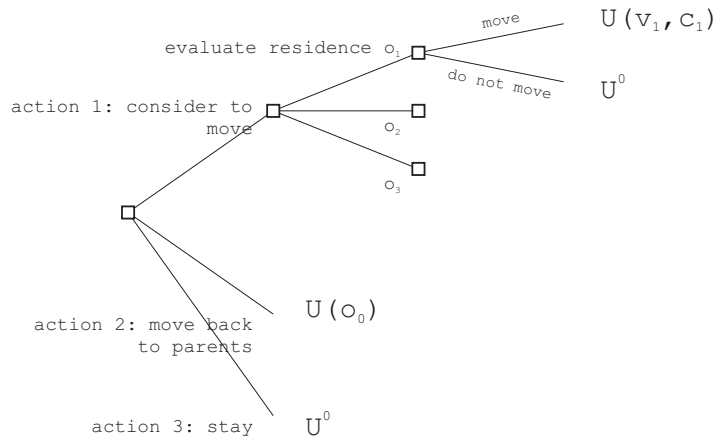 move
U(v₁, c₁)
evaluate residence o₁
do not move
U⁰
action 1: consider to
move
o₂
o₃
U(o₀)
action 2: move back
to parents
action 3: stay
U⁰